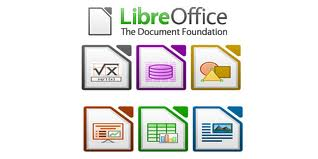 LibreOffice
The Document Foundation
√x